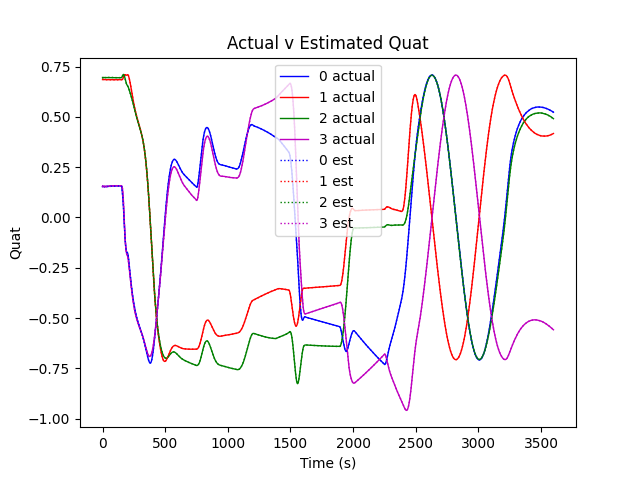 Actual v Estimated Quat
0.75
0.50
0.25
0.00
−0.25
−0.50
−0.75
−1.00
Quat
0 actual
1 actual
2 actual
3 actual
0 est
1 est
2 est
3 est
0 500 1000 1500 2000 2500 3000 3500
Time (s)